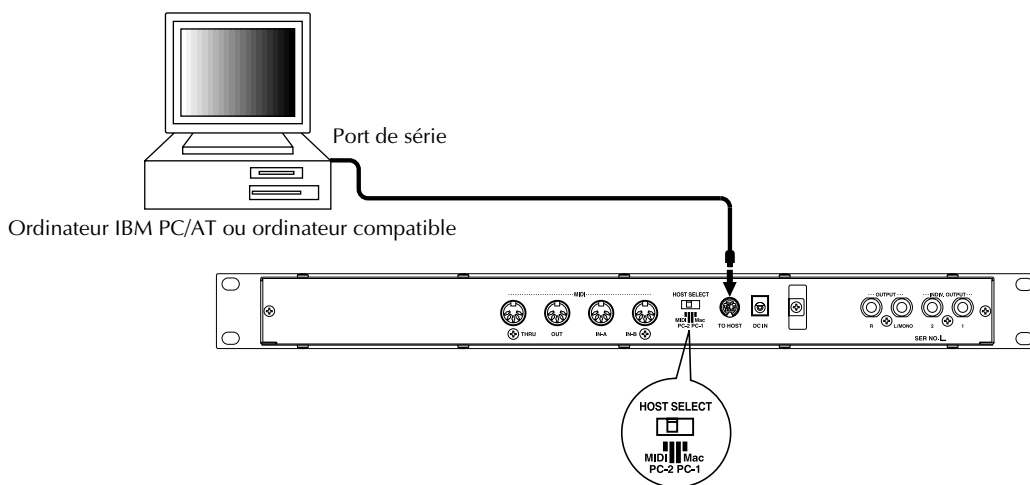 Port de série
Ordinateur IBM PC/AT ou ordinateur compatible
MIDI
THRU
OUT
IN-A
IN-B
HOST SELECT
MIDI Mac
PC-2 PC-1
TO HOST
DC IN
OUTPUT
INDIV. OUTPUT
R
L/MONO
2
1
SER NO.
HOST SELECT
MIDI Mac
PC-2 PC-1